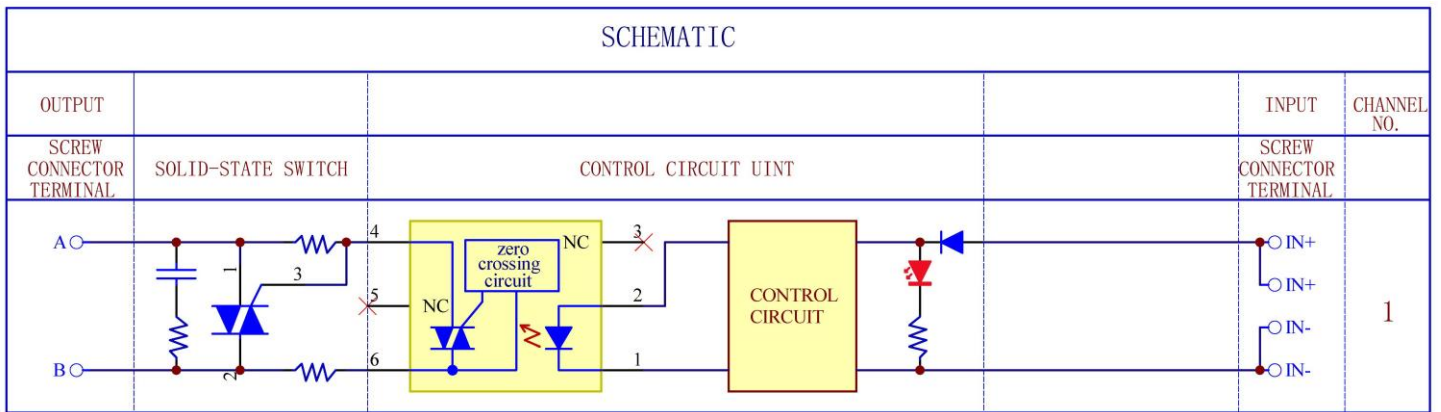 SCHEMATIC
OUTPUT
INPUT
CHANNEL
NO.
SCREW
CONNECTOR
TERMINAL
SOLID-STATE SWITCH
CONTROL CIRCUIT UINT
SCREW
CONNECTOR
TERMINAL
A
1
3
2
B
4
5
6
NC
zero
crossing
circuit
NC
3
2
1
CONTROL
CIRCUIT
IN+
IN+
IN-
IN-
1